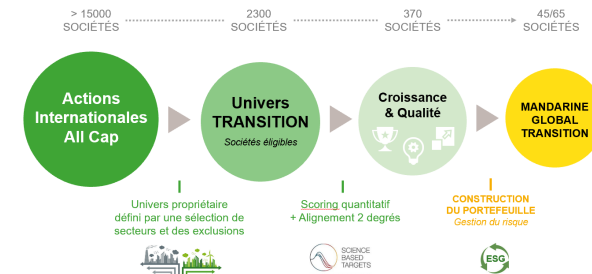 > 15000
SOCIÉTÉS
2300
SOCIÉTÉS
370
SOCIÉTÉS
45/65
SOCIÉTÉS
Actions
Internationales
All Cap
Univers
TRANSITION
Sociétés éligibles
Croissance
& Qualité
MANDARINE
GLOBAL
TRANSITION
Univers propriétaire
défini par une sélection de
secteurs et des exclusions
Scoring quantitatif
+ Alignement 2 degrés
CONSTRUCTION
DU PORTEFEUILLE
Gestion du risque
SCIENCE
BASED
TARGETS
ESG